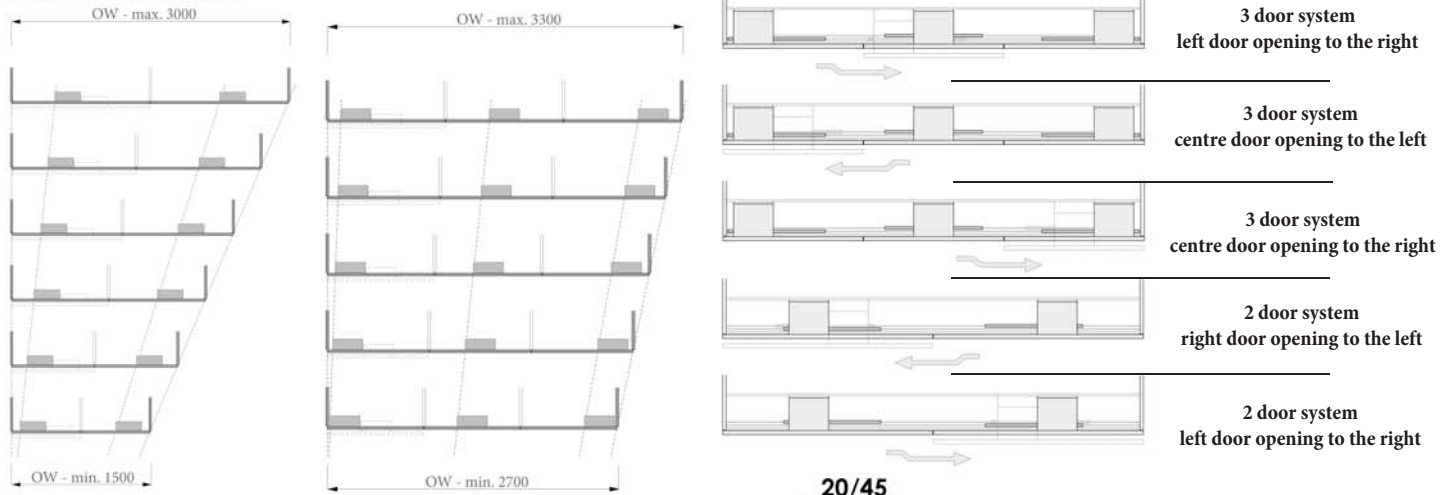 OW - max. 3000
OW - min. 1500
OW - max. 3300
OW - min. 2700
3 door system
left door opening to the right
3 door system
centre door opening to the left
3 door system
centre door opening to the right
2 door system
right door opening to the left
2 door system
left door opening to the right
20/45